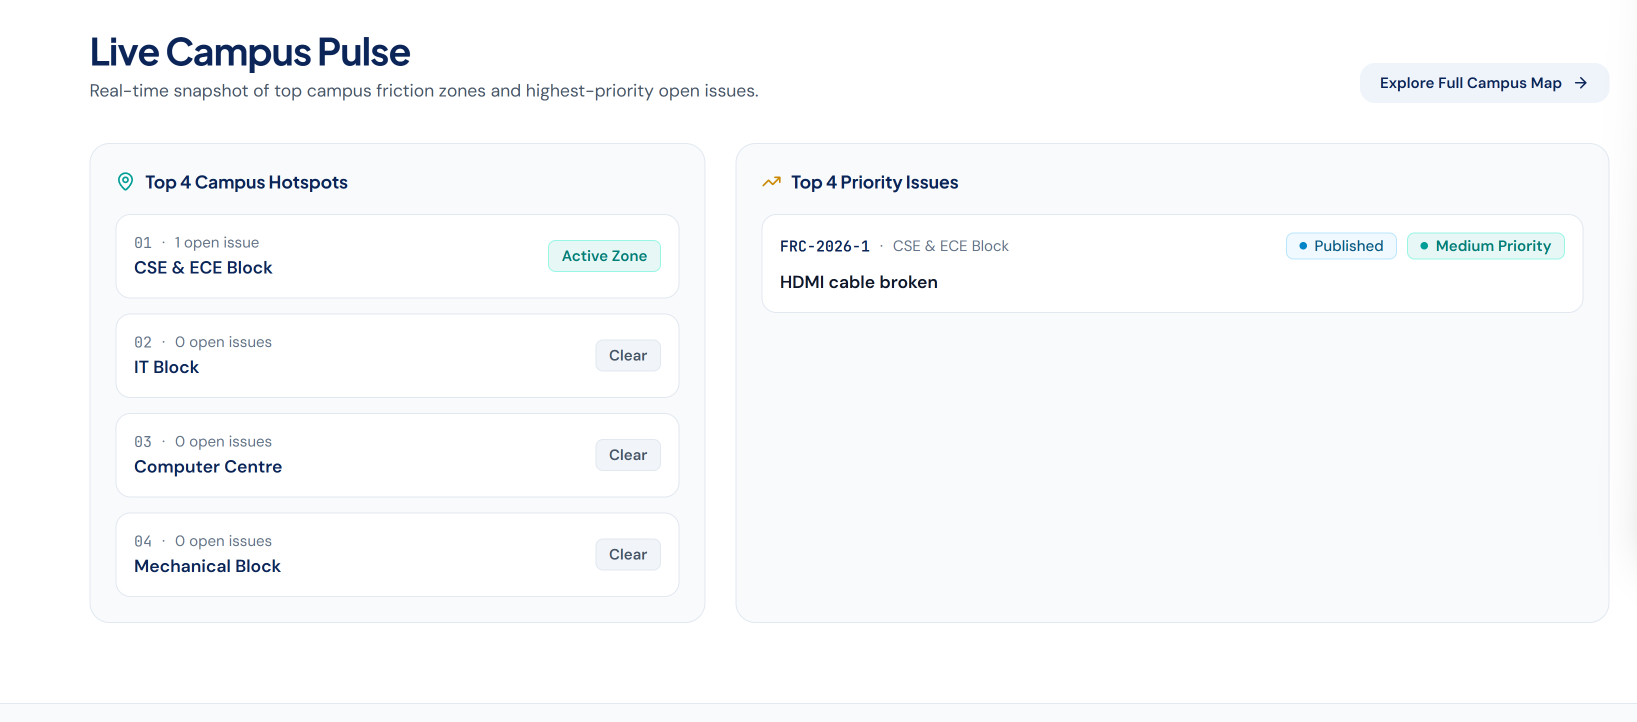 Live Campus Pulse
Real-time snapshot of top campus friction zones and highest-priority open issues.
Explore Full Campus Map →
Top 4 Campus Hotspots
01 · 1 open issue
CSE & ECE Block
Active Zone
02 · 0 open issues
IT Block
Clear
03 · 0 open issues
Computer Centre
Clear
04 · 0 open issues
Mechanical Block
Clear
Top 4 Priority Issues
FRC-2026-1 · CSE & ECE Block
Published
Medium Priority
HDMI cable broken